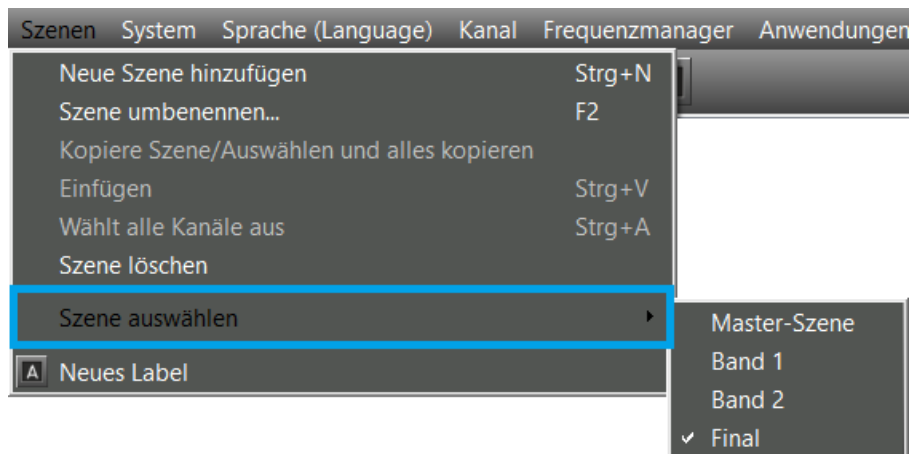 Szenen System Sprache (Language) Kanal Frequenzmanager Anwendungen
Neue Szene hinzufügen Strg+N
Szene umbenennen... F2
Kopiere Szene/Auswählen und alles kopieren
Einfügen Strg+V
Wählt alle Kanäle aus Strg+A
Szene löschen
Szene auswählen
A Neues Label
Master-Szene
Band 1
Band 2
Final